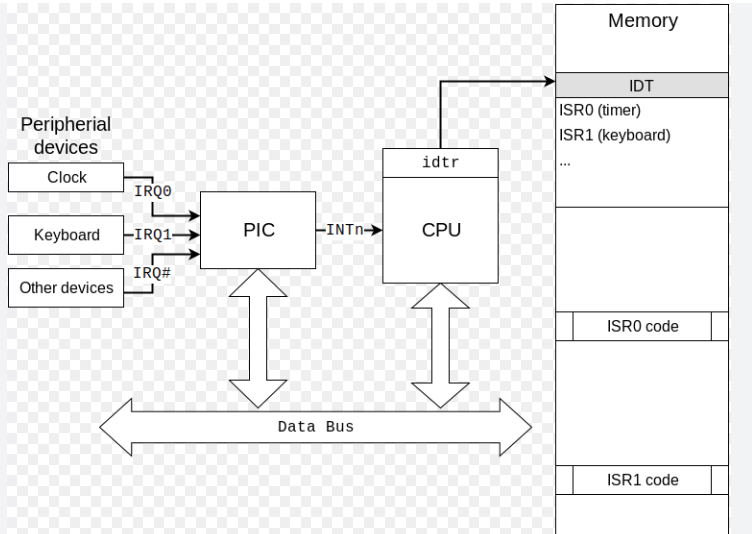 Memory
IDT
ISR0 (timer)
ISR1 (keyboard)
...
Peripherial
devices
Clock
IRQ0
Keyboard
IRQ1
IRQ#
Other devices
PIC
INTn
idtr
CPU
ISR0 code
Data Bus
ISR1 code